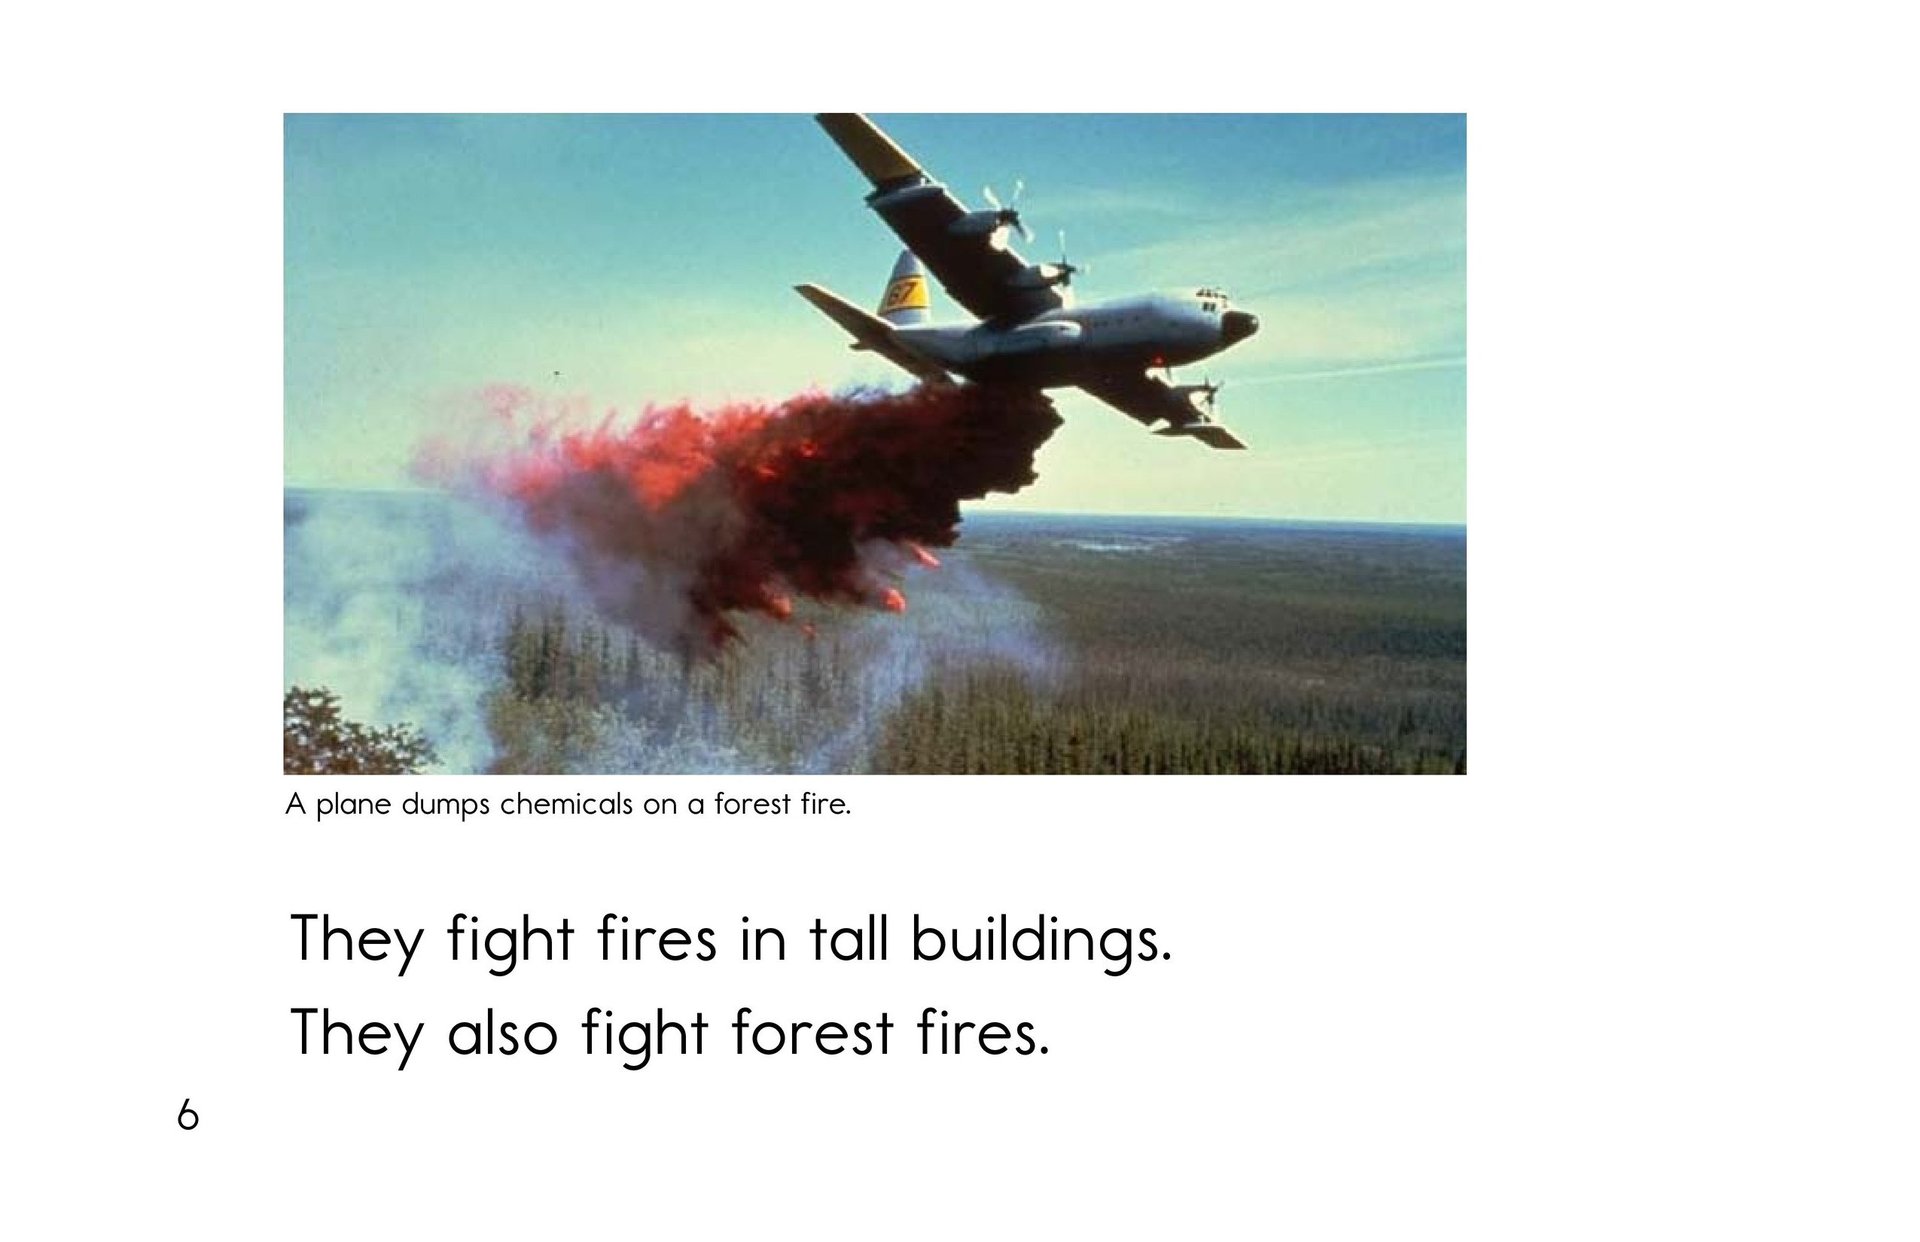 67
A plane dumps chemicals on a forest fire.
They fight fires in tall buildings.
They also fight forest fires.
6